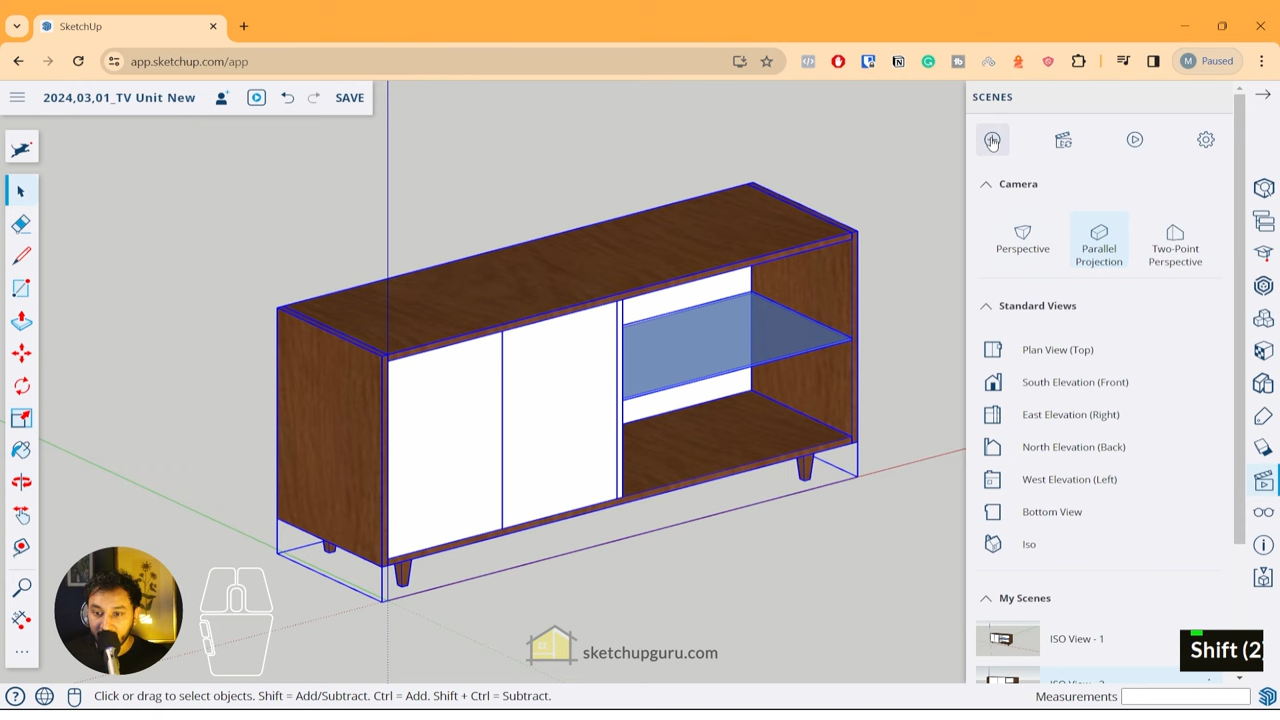 SketchUp
app.sketchup.com/app
M Paused
2024,03,01_TV Unit New
SAVE
SCENES
Camera
Perspective
Parallel
Projection
Two-Point
Perspective
Standard Views
Plan View (Top)
South Elevation (Front)
East Elevation (Right)
North Elevation (Back)
West Elevation (Left)
Bottom View
Iso
My Scenes
ISO View - 1
Shift (2)
sketchupguru.com
Click or drag to select objects. Shift = Add/Subtract. Ctrl = Add. Shift + Ctrl = Subtract.
Measurements